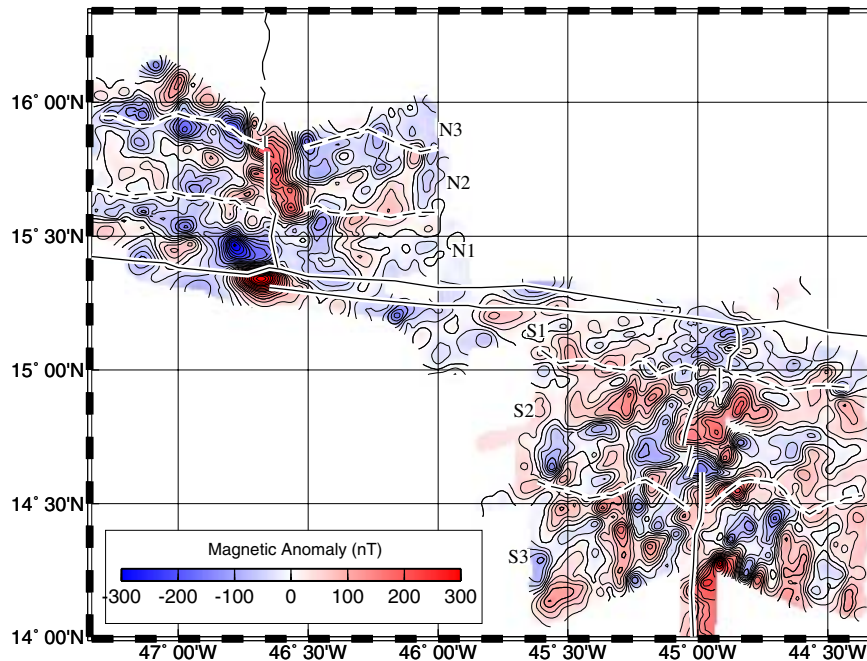 16° 00'N
N3
N2
15° 30'N
N1
S1
15° 00'N
S2
14° 30'N
S3
Magnetic Anomaly (nT)
-300 -200 -100 0 100 200 300
14° 00'N
47° 00'W 46° 30'W 46° 00'W 45° 30'W 45° 00'W 44° 30'W